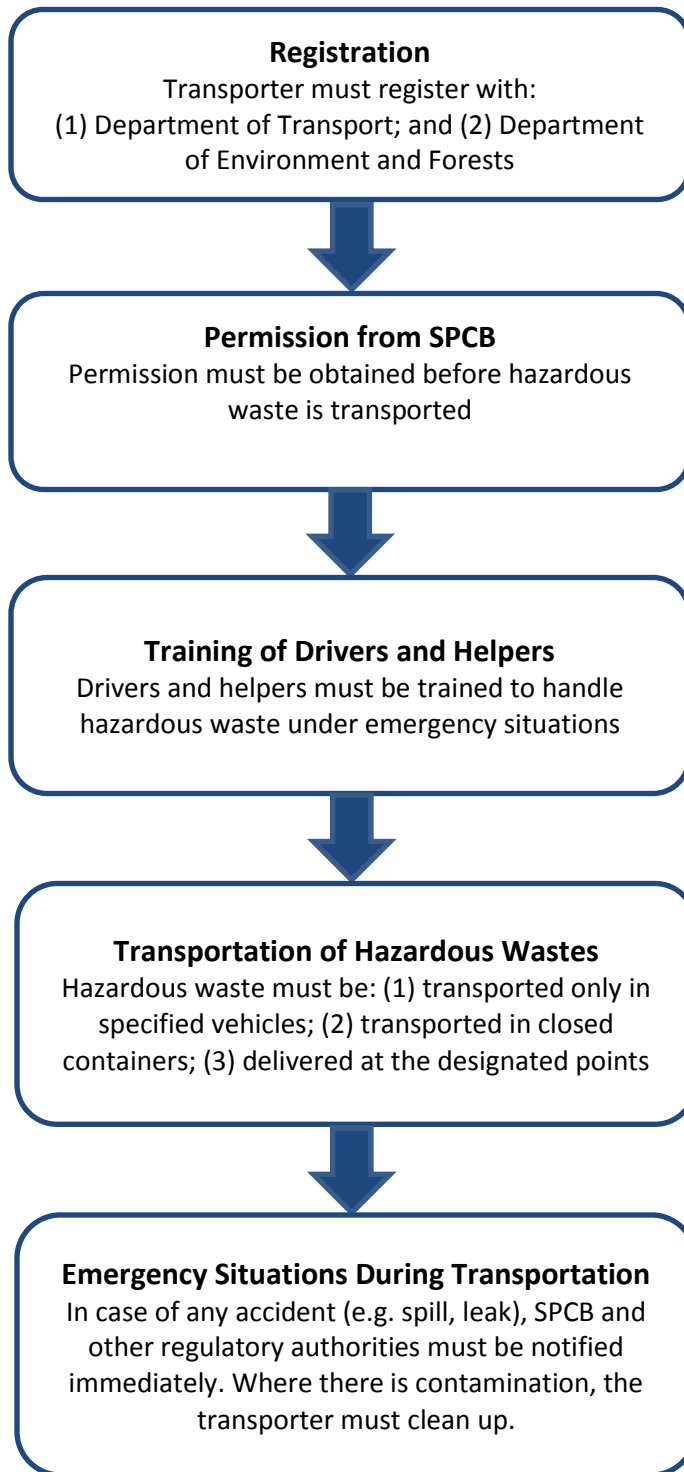 Registration
Transporter must register with:
(1) Department of Transport; and (2) Department
of Environment and Forests
Permission from SPCB
Permission must be obtained before hazardous
waste is transported
Training of Drivers and Helpers
Drivers and helpers must be trained to handle
hazardous waste under emergency situations
Transportation of Hazardous Wastes
Hazardous waste must be: (1) transported only in
specified vehicles; (2) transported in closed
containers; (3) delivered at the designated points
Emergency Situations During Transportation
In case of any accident (e.g. spill, leak), SPCB and
other regulatory authorities must be notified
immediately. Where there is contamination, the
transporter must clean up.